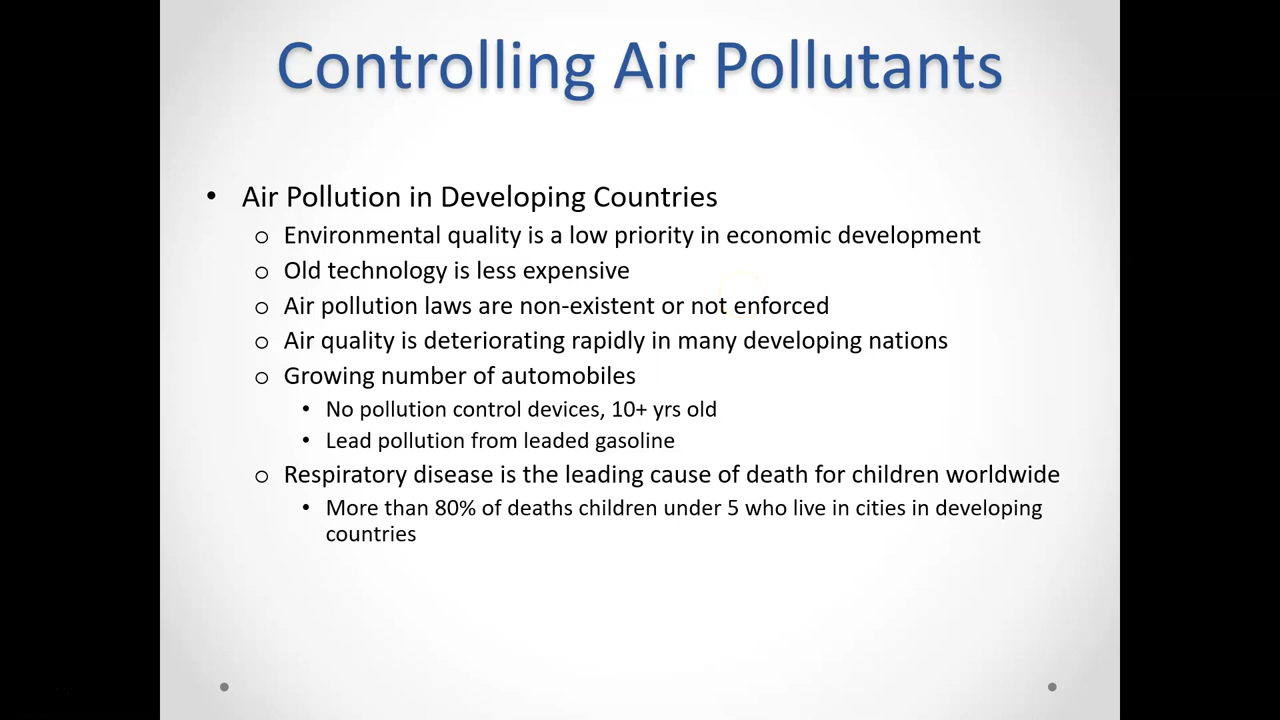 Controlling Air Pollutants
• Air Pollution in Developing Countries
o Environmental quality is a low priority in economic development
o Old technology is less expensive
o Air pollution laws are non-existent or not enforced
o Air quality is deteriorating rapidly in many developing nations
o Growing number of automobiles
• No pollution control devices, 10+ yrs old
• Lead pollution from leaded gasoline
o Respiratory disease is the leading cause of death for children worldwide
• More than 80% of deaths children under 5 who live in cities in developing
countries